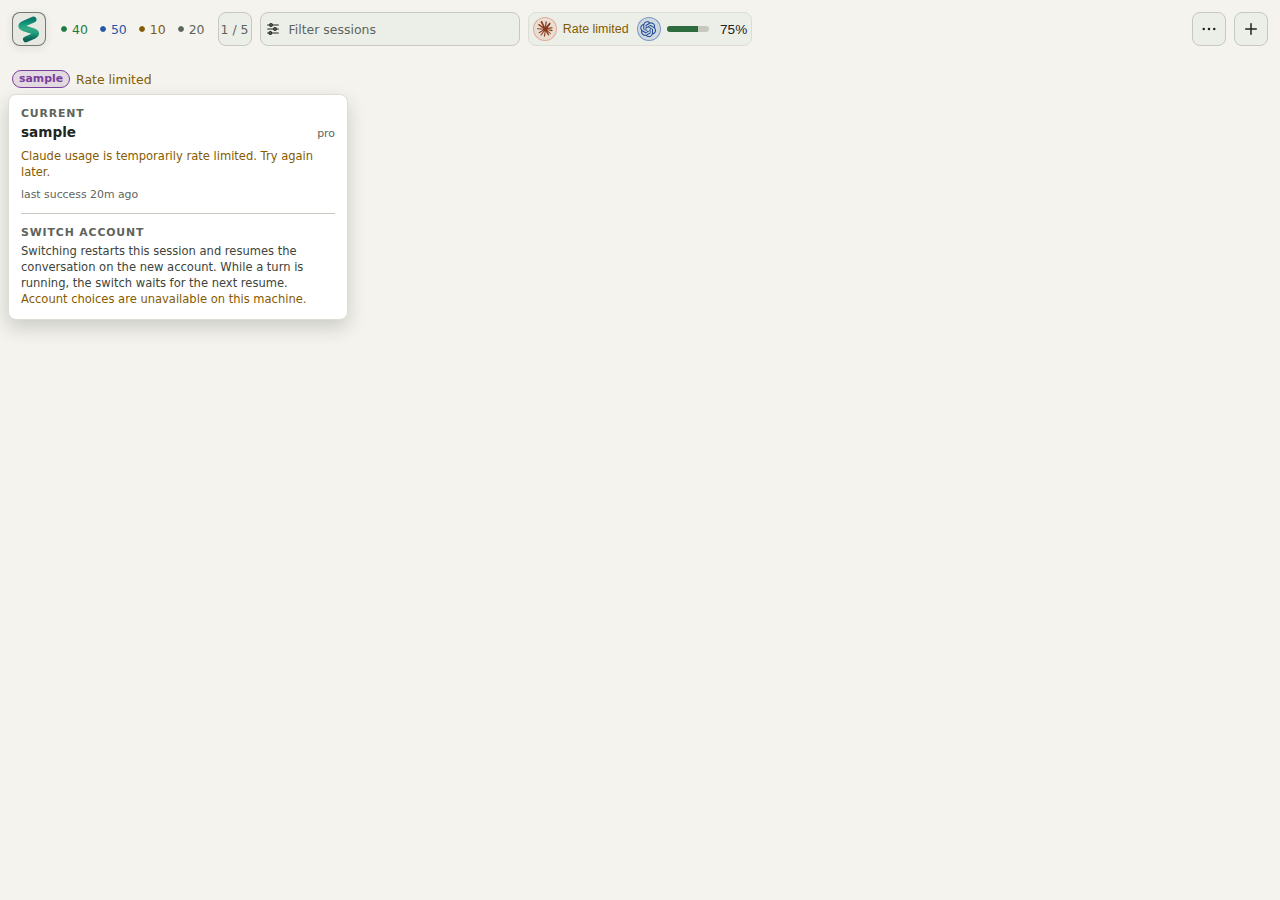 40 50 10 20 1 / 5 Filter sessions Rate limited 75%
sample Rate limited
CURRENT
sample pro
Claude usage is temporarily rate limited. Try again
later.
last success 20m ago
SWITCH ACCOUNT
Switching restarts this session and resumes the
conversation on the new account. While a turn is
running, the switch waits for the next resume.
Account choices are unavailable on this machine.